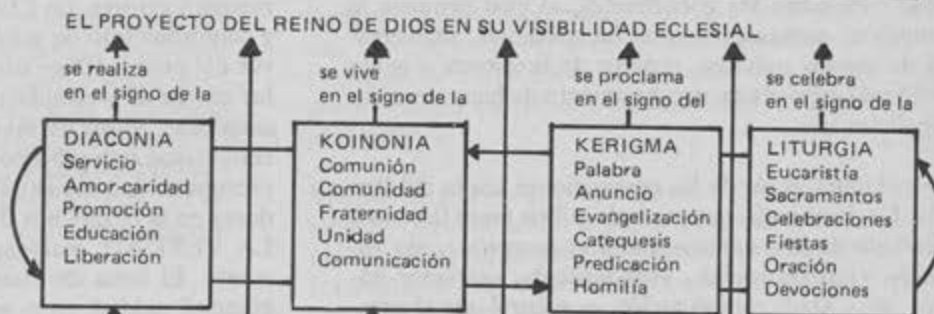 EL PROYECTO DEL REINO DE DIOS EN SU VISIBILIDAD ECLESIAL
se realiza
en el signo de la
DIACONIA
Servicio
Amor-caridad
Promoción
Educación
Liberación
se vive
en el signo de la
KOINONIA
Comunión
Comunidad
Fraternidad
Unidad
Comunicación
se proclama
en el signo del
KERIGMA
Palabra
Anuncio
Evangelización
Catequesis
Predicación
Homilía
se celebra
en el signo de la
LITURGIA
Eucaristía
Sacramentos
Celebraciones
Fiestas
Oración
Devociones